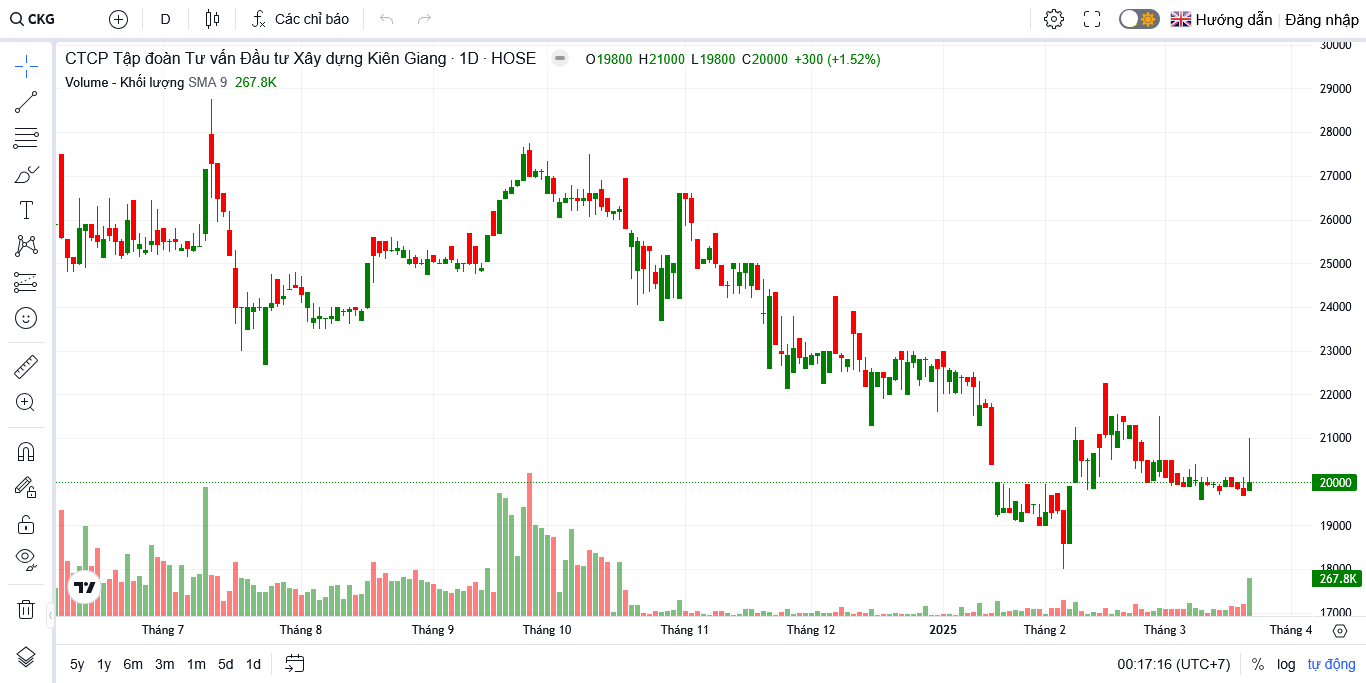 CKG D Các chỉ báo Hướng dẫn Đăng nhập
CTCP Tập đoàn Tư vấn Đầu tư Xây dựng Kiên Giang · 1D · HOSE O19800 H21000 L19800 C20000 +300 (+1.52%)
Volume - Khối lượng SMA 9 267.8K
30000
29000
28000
27000
26000
25000
24000
23000
22000
21000
20000
19000
18000
267.8K
17000
Tháng 7 Tháng 8 Tháng 9 Tháng 10 Tháng 11 Tháng 12 2025 Tháng 2 Tháng 3 Tháng 4
5y 1y 6m 3m 1m 5d 1d 00:17:16 (UTC+7) % log tự động